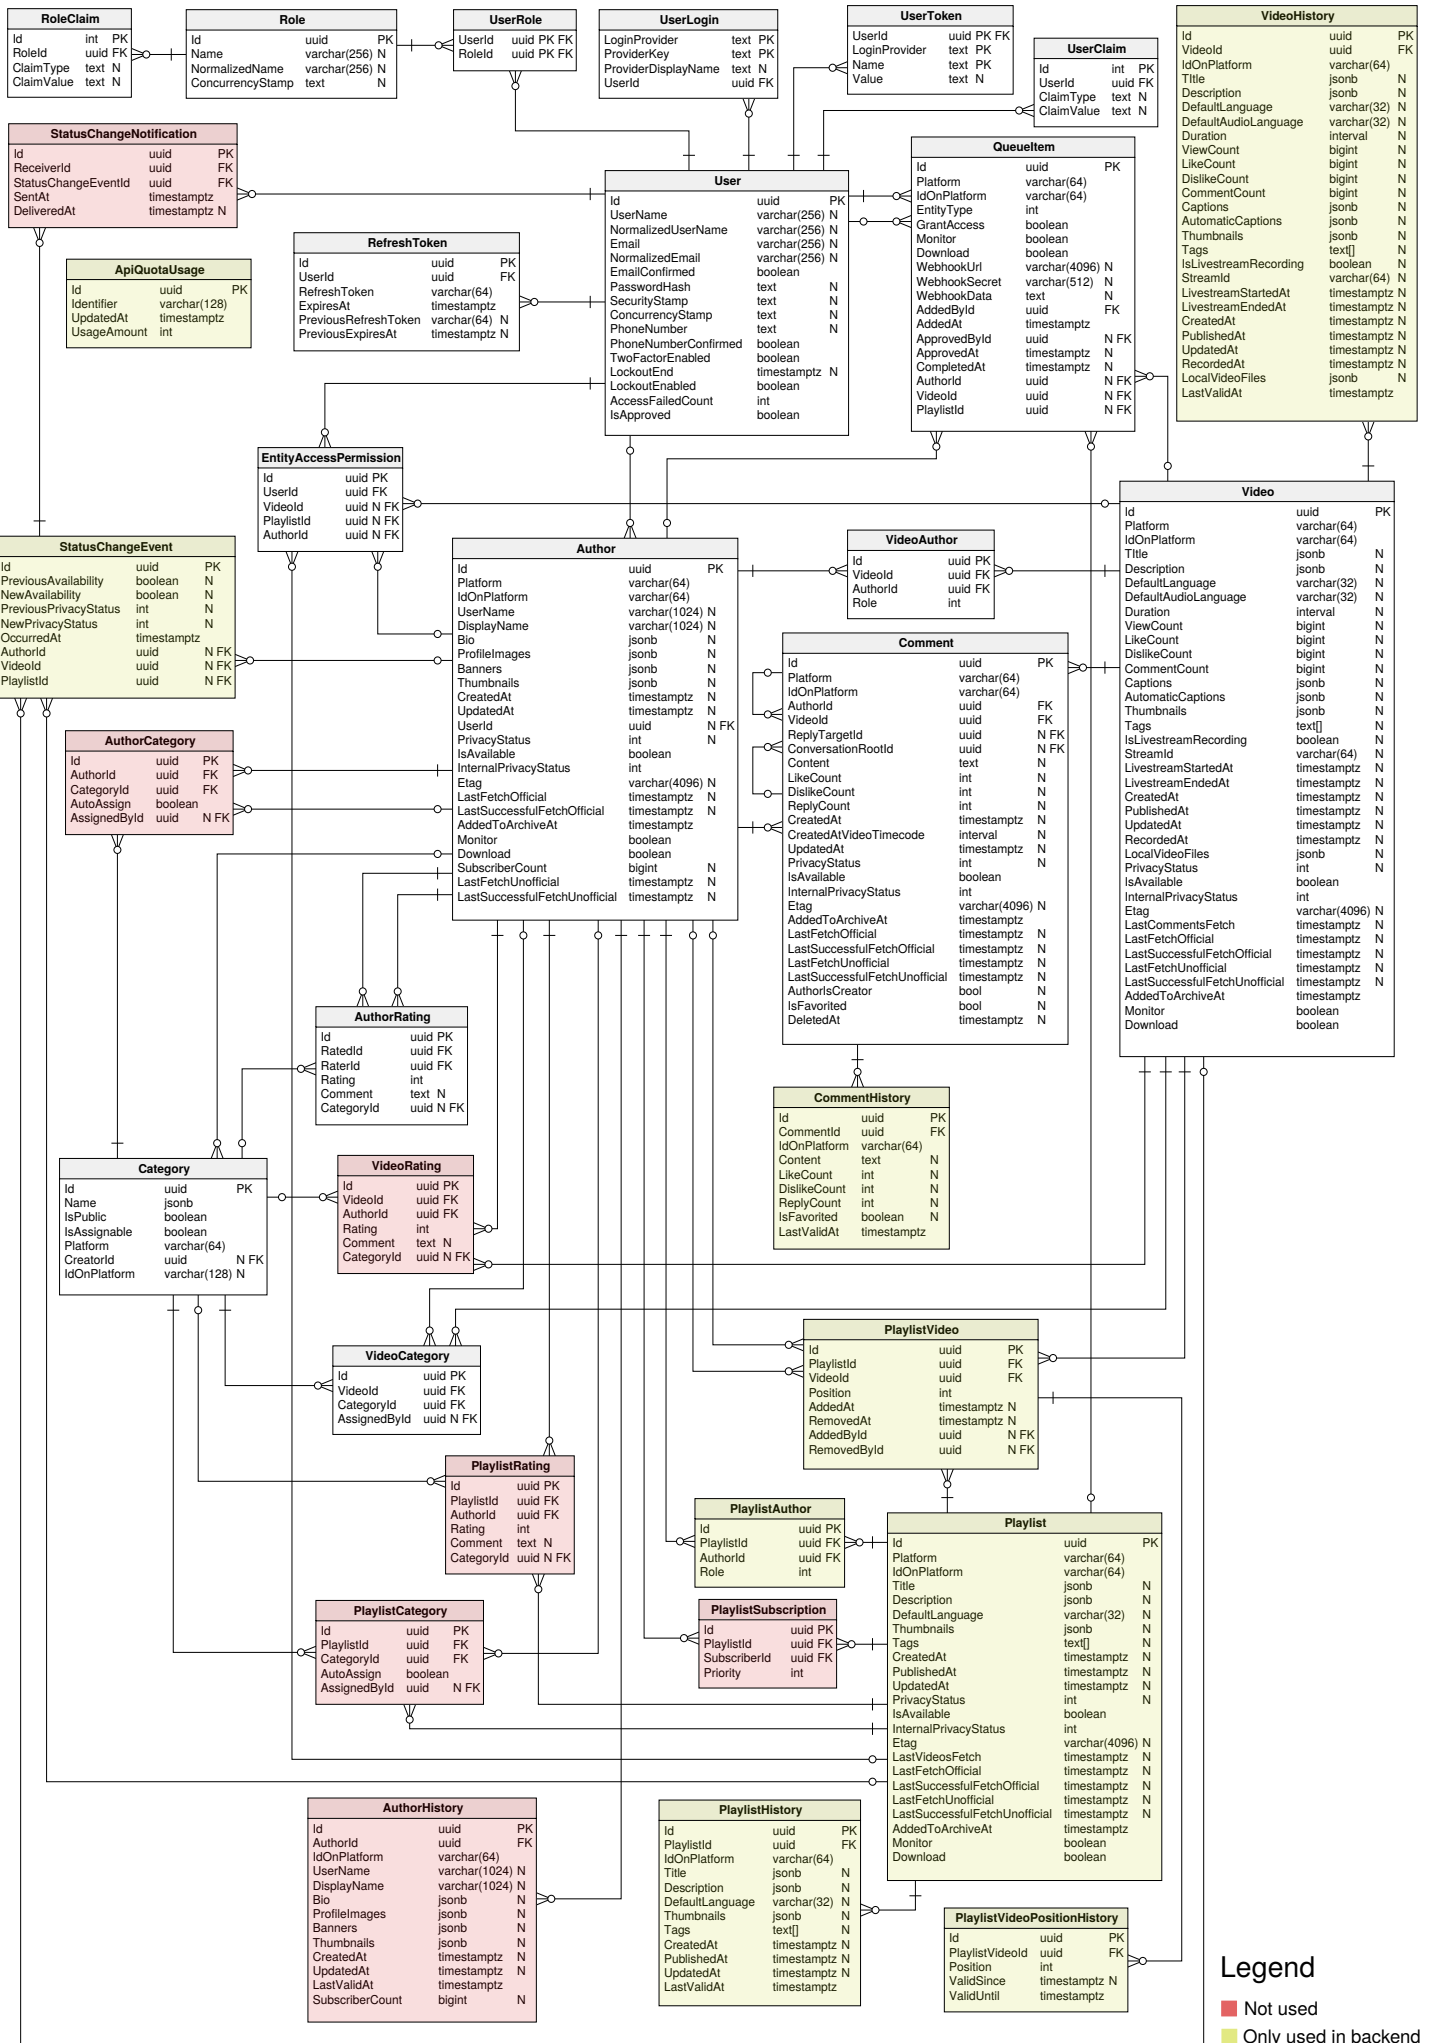 RoleClaim
Id int PK
RoleId uuid FK
ClaimType text N
ClaimValue text N
Role
Id uuid PK
Name varchar(256) N
NormalizedName varchar(256) N
ConcurrencyStamp text N
UserRole
UserId uuid PK FK
RoleId uuid PK FK
UserLogin
LoginProvider text PK
ProviderKey text PK
ProviderDisplayName text N
UserId uuid FK
UserToken
UserId uuid PK FK
LoginProvider text PK
Name text PK
Value text N
UserClaim
Id int PK
UserId uuid FK
ClaimType text N
ClaimValue text N
VideoHistory
Id uuid PK
VideoId uuid FK
IdOnPlatform varchar(64)
TItle jsonb N
Description jsonb N
DefaultLanguage varchar(32) N
DefaultAudioLanguage varchar(32) N
Duration interval N
ViewCount bigint N
LikeCount bigint N
DislikeCount bigint N
CommentCount bigint N
Captions jsonb N
AutomaticCaptions jsonb N
Thumbnails jsonb N
Tags text[] N
IsLivestreamRecording boolean N
StreamId varchar(64) N
LivestreamStartedAt timestamptz N
LivestreamEndedAt timestamptz N
CreatedAt timestamptz N
PublishedAt timestamptz N
UpdatedAt timestamptz N
RecordedAt timestamptz N
LocalVideoFiles jsonb N
LastValidAt timestamptz
StatusChangeNotification
Id uuid PK
ReceiverId uuid FK
StatusChangeEventId uuid FK
SentAt timestamptz
DeliveredAt timestamptz N
ApiQuotaUsage
Id uuid PK
Identifier varchar(128)
UpdatedAt timestamptz
UsageAmount int
RefreshToken
Id uuid PK
UserId uuid FK
RefreshToken varchar(64)
ExpiresAt timestamptz
PreviousRefreshToken varchar(64) N
PreviousExpiresAt timestamptz N
User
Id uuid PK
UserName varchar(256) N
NormalizedUserName varchar(256) N
Email varchar(256) N
NormalizedEmail varchar(256) N
EmailConfirmed boolean
PasswordHash text N
SecurityStamp text N
ConcurrencyStamp text N
PhoneNumber text N
PhoneNumberConfirmed boolean
TwoFactorEnabled boolean
LockoutEnd timestamptz N
LockoutEnabled boolean
AccessFailedCount int
IsApproved boolean
QueueItem
Id uuid PK
Platform varchar(64)
IdOnPlatform varchar(64)
EntityType int
GrantAccess boolean
Monitor boolean
Download boolean
WebhookUrl varchar(4096) N
WebhookSecret varchar(512) N
WebhookData text N
AddedById uuid FK
AddedAt timestamptz
ApprovedById uuid N FK
ApprovedAt timestamptz N
CompletedAt timestamptz N
AuthorId uuid N FK
VideoId uuid N FK
PlaylistId uuid N FK
EntityAccessPermission
Id uuid PK
UserId uuid FK
VideoId uuid N FK
PlaylistId uuid N FK
AuthorId uuid N FK
StatusChangeEvent
Id uuid PK
PreviousAvailability boolean N
NewAvailability boolean N
PreviousPrivacyStatus int N
NewPrivacyStatus int N
OccurredAt timestamptz
AuthorId uuid N FK
VideoId uuid N FK
PlaylistId uuid N FK
Author
Id uuid PK
Platform varchar(64)
IdOnPlatform varchar(64)
UserName varchar(1024) N
DisplayName varchar(1024) N
Bio jsonb N
ProfileImages jsonb N
Banners jsonb N
Thumbnails jsonb N
CreatedAt timestamptz N
UpdatedAt timestamptz N
UserId uuid N FK
PrivacyStatus int N
IsAvailable boolean
InternalPrivacyStatus int
Etag varchar(4096) N
LastFetchOfficial timestamptz N
LastSuccessfulFetchOfficial timestamptz N
AddedToArchiveAt timestamptz
Monitor boolean
Download boolean
SubscriberCount bigint N
LastFetchUnofficial timestamptz N
LastSuccessfulFetchUnofficial timestamptz N
VideoAuthor
Id uuid PK
VideoId uuid FK
AuthorId uuid FK
Role int
Comment
Id uuid PK
Platform varchar(64)
IdOnPlatform varchar(64)
AuthorId uuid FK
VideoId uuid FK
ReplyTargetId uuid N FK
ConversationRootId uuid N FK
Content text N
LikeCount int N
DislikeCount int N
ReplyCount int N
CreatedAt timestamptz N
CreatedAtVideoTimecode interval N
UpdatedAt timestamptz N
PrivacyStatus int N
IsAvailable boolean
InternalPrivacyStatus int
Etag varchar(4096) N
AddedToArchiveAt timestamptz
LastFetchOfficial timestamptz N
LastSuccessfulFetchOfficial timestamptz N
LastFetchUnofficial timestamptz N
LastSuccessfulFetchUnofficial timestamptz N
AuthorIsCreator bool N
IsFavorited bool N
DeletedAt timestamptz N
Video
Id uuid PK
Platform varchar(64)
IdOnPlatform varchar(64)
TItle jsonb N
Description jsonb N
DefaultLanguage varchar(32) N
DefaultAudioLanguage varchar(32) N
Duration interval N
ViewCount bigint N
LikeCount bigint N
DislikeCount bigint N
CommentCount bigint N
Captions jsonb N
AutomaticCaptions jsonb N
Thumbnails jsonb N
Tags text[] N
IsLivestreamRecording boolean N
StreamId varchar(64) N
LivestreamStartedAt timestamptz N
LivestreamEndedAt timestamptz N
CreatedAt timestamptz N
PublishedAt timestamptz N
UpdatedAt timestamptz N
RecordedAt timestamptz N
LocalVideoFiles jsonb N
PrivacyStatus int N
IsAvailable boolean
InternalPrivacyStatus int
Etag varchar(4096) N
LastCommentsFetch timestamptz N
LastFetchOfficial timestamptz N
LastSuccessfulFetchOfficial timestamptz N
LastFetchUnofficial timestamptz N
LastSuccessfulFetchUnofficial timestamptz N
AddedToArchiveAt timestamptz
Monitor boolean
Download boolean
AuthorCategory
Id uuid PK
AuthorId uuid FK
CategoryId uuid FK
AutoAssign boolean
AssignedById uuid N FK
AuthorRating
Id uuid PK
RatedId uuid FK
RaterId uuid FK
Rating int
Comment text N
CategoryId uuid N FK
CommentHistory
Id uuid PK
CommentId uuid FK
IdOnPlatform varchar(64)
Content text N
LikeCount int N
DislikeCount int N
ReplyCount int N
IsFavorited boolean N
LastValidAt timestamptz
Category
Id uuid PK
Name jsonb
IsPublic boolean
IsAssignable boolean
Platform varchar(64)
CreatorId uuid N FK
IdOnPlatform varchar(128) N
VideoRating
Id uuid PK
VideoId uuid FK
AuthorId uuid FK
Rating int
Comment text N
CategoryId uuid N FK
VideoCategory
Id uuid PK
VideoId uuid FK
CategoryId uuid FK
AssignedById uuid N FK
PlaylistVideo
Id uuid PK
PlaylistId uuid FK
VideoId uuid FK
Position int
AddedAt timestamptz N
RemovedAt timestamptz N
AddedById uuid N FK
RemovedById uuid N FK
PlaylistRating
Id uuid PK
PlaylistId uuid FK
AuthorId uuid FK
Rating int
Comment text N
CategoryId uuid N FK
PlaylistAuthor
Id uuid PK
PlaylistId uuid FK
AuthorId uuid FK
Role int
Playlist
Id uuid PK
Platform varchar(64)
IdOnPlatform varchar(64)
Title jsonb N
Description jsonb N
DefaultLanguage varchar(32) N
Thumbnails jsonb N
Tags text[] N
CreatedAt timestamptz N
PublishedAt timestamptz N
UpdatedAt timestamptz N
PrivacyStatus int N
IsAvailable boolean
InternalPrivacyStatus int
Etag varchar(4096) N
LastVideosFetch timestamptz N
LastFetchOfficial timestamptz N
LastSuccessfulFetchOfficial timestamptz N
LastFetchUnofficial timestamptz N
LastSuccessfulFetchUnofficial timestamptz N
AddedToArchiveAt timestamptz
Monitor boolean
Download boolean
PlaylistCategory
Id uuid PK
PlaylistId uuid FK
CategoryId uuid FK
AutoAssign boolean
AssignedById uuid N FK
PlaylistSubscription
Id uuid PK
PlaylistId uuid FK
SubscriberId uuid FK
Priority int
AuthorHistory
Id uuid PK
AuthorId uuid FK
IdOnPlatform varchar(64)
UserName varchar(1024) N
DisplayName varchar(1024) N
Bio jsonb N
ProfileImages jsonb N
Banners jsonb N
Thumbnails jsonb N
CreatedAt timestamptz N
UpdatedAt timestamptz N
LastValidAt timestamptz
SubscriberCount bigint N
PlaylistHistory
Id uuid PK
PlaylistId uuid FK
IdOnPlatform varchar(64)
Title jsonb N
Description jsonb N
DefaultLanguage varchar(32) N
Thumbnails jsonb N
Tags text[] N
CreatedAt timestamptz N
PublishedAt timestamptz N
UpdatedAt timestamptz N
LastValidAt timestamptz
PlaylistVideoPositionHistory
Id uuid PK
PlaylistVideoId uuid FK
Position int
ValidSince timestamptz N
ValidUntil timestamptz
Legend
Not used
Only used in backend